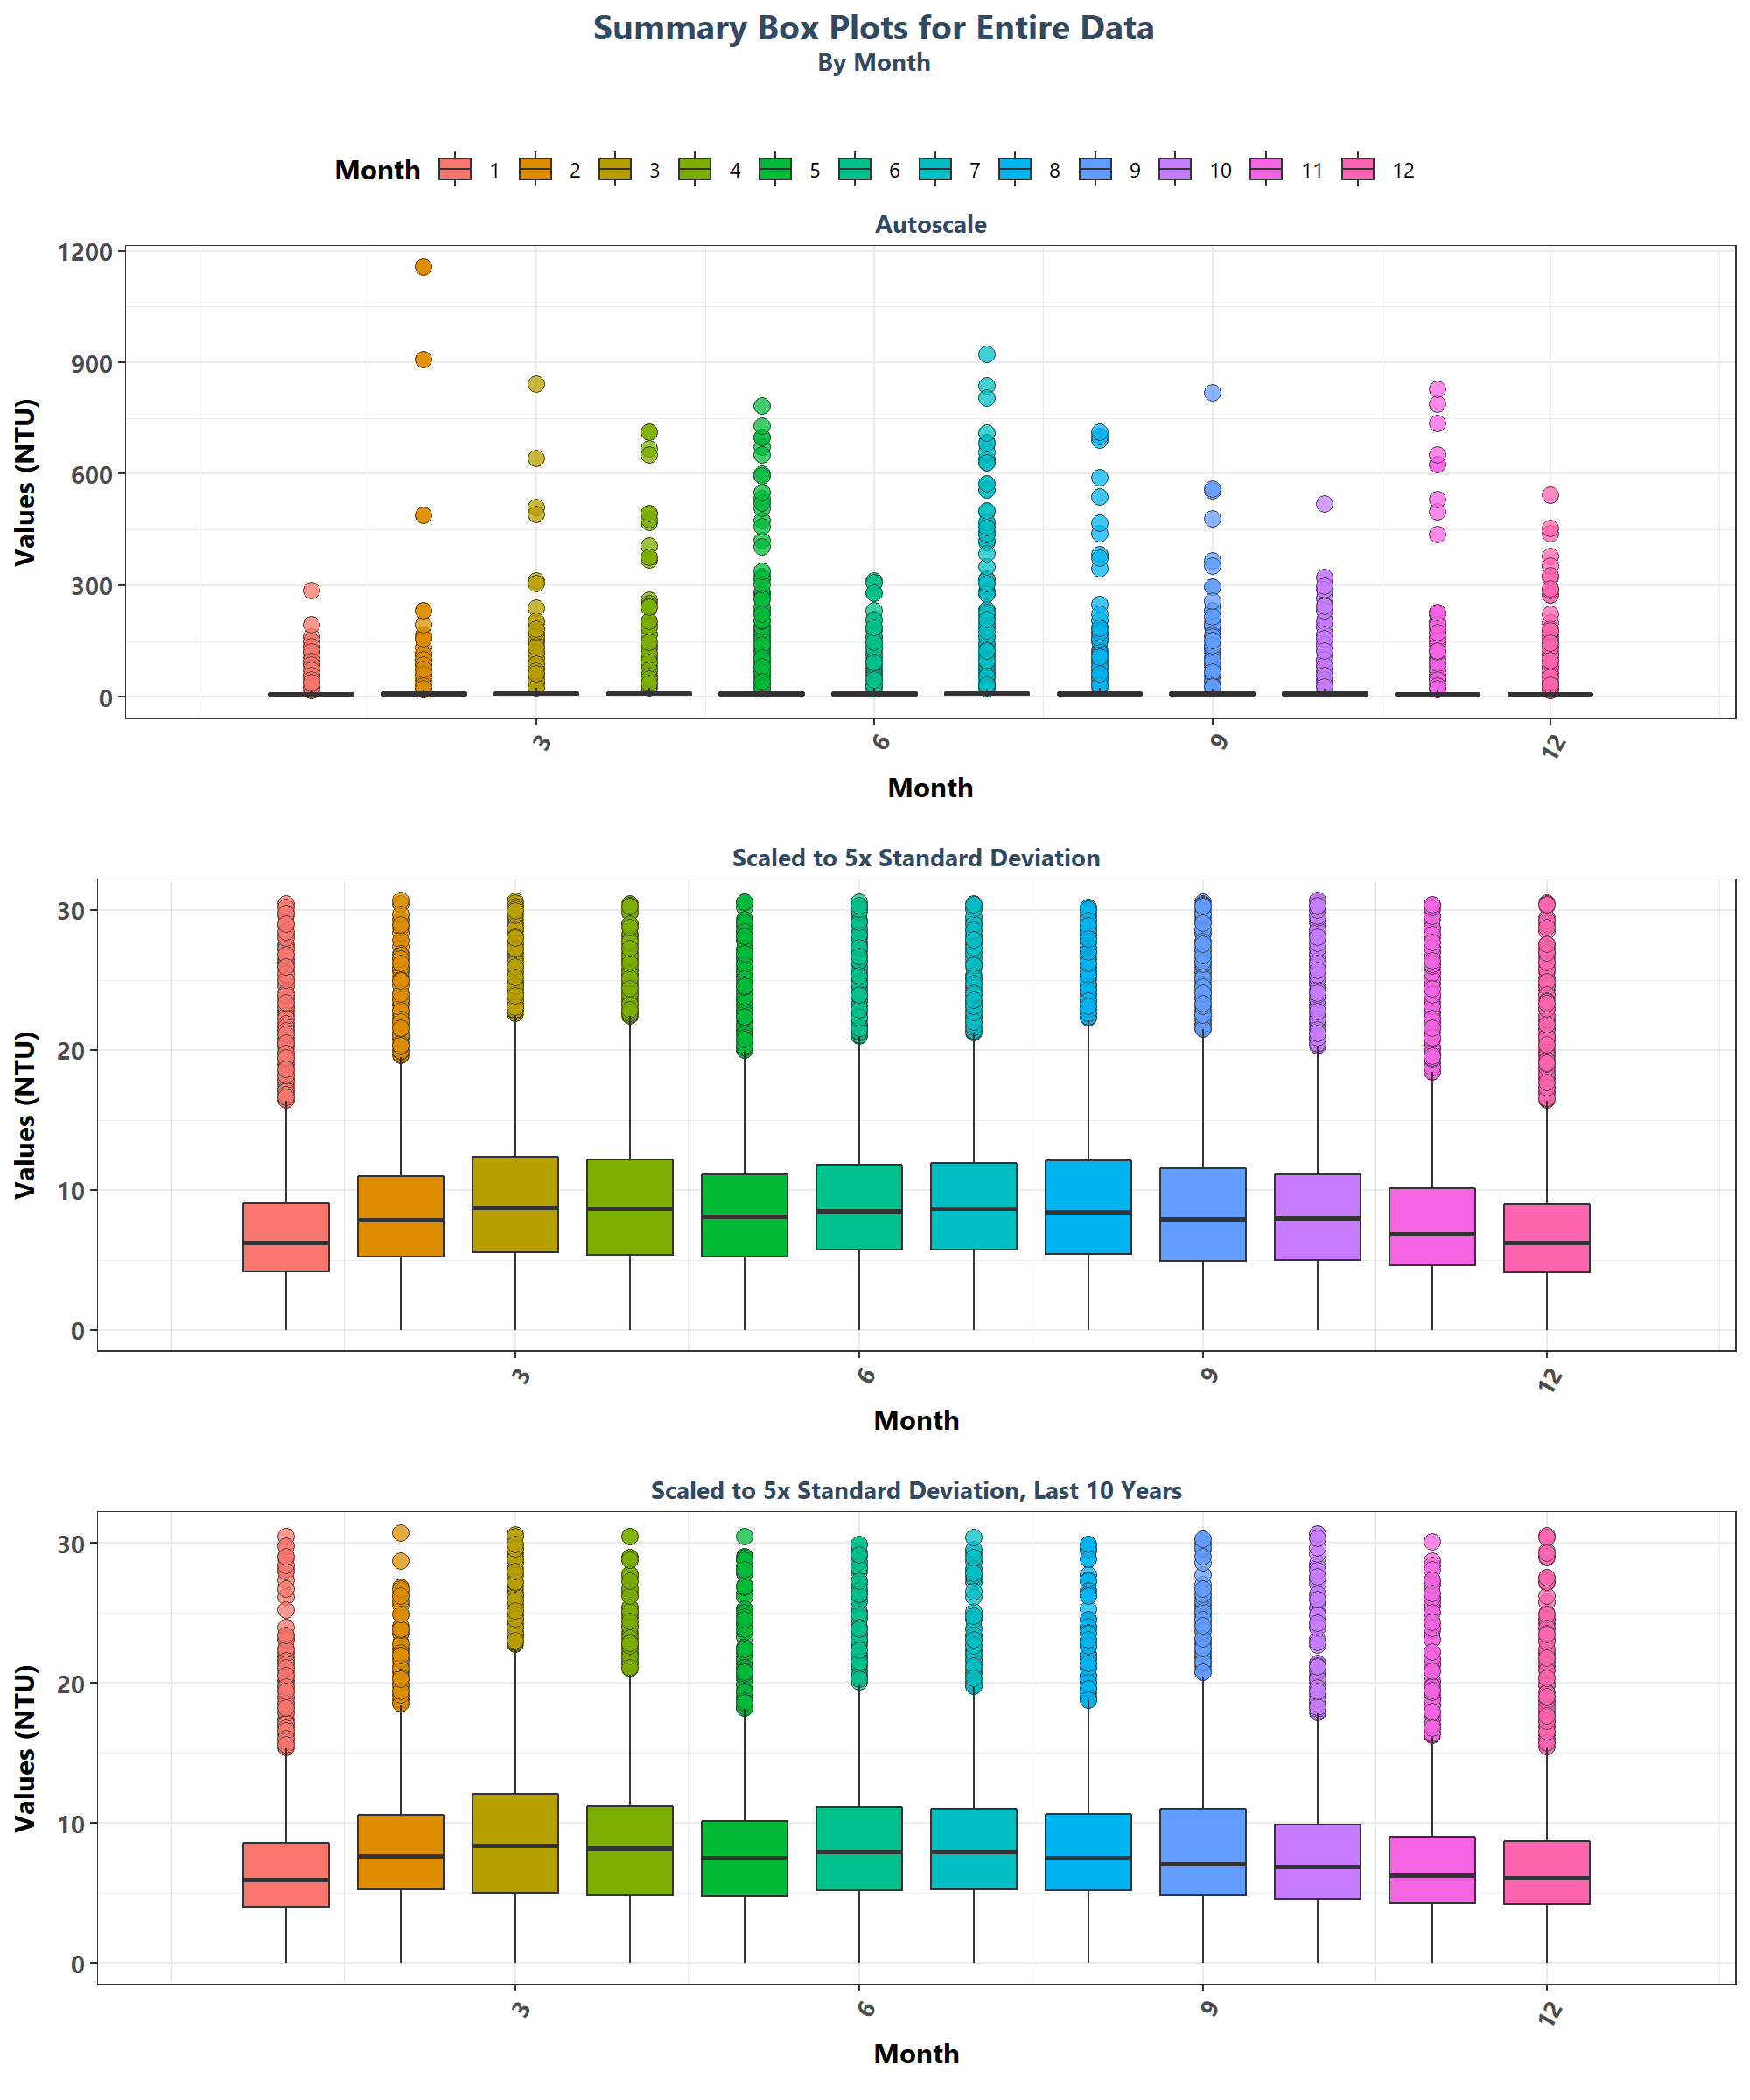 Summary Box Plots for Entire Data
By Month
Month 1 2 3 4 5 6 7 8 9 10 11 12
Autoscale
Values (NTU)
1200
900
600
300
0
3 6 9 12
Month
Scaled to 5x Standard Deviation
Values (NTU)
30
20
10
0
3 6 9 12
Month
Scaled to 5x Standard Deviation, Last 10 Years
Values (NTU)
30
20
10
0
3 6 9 12
Month